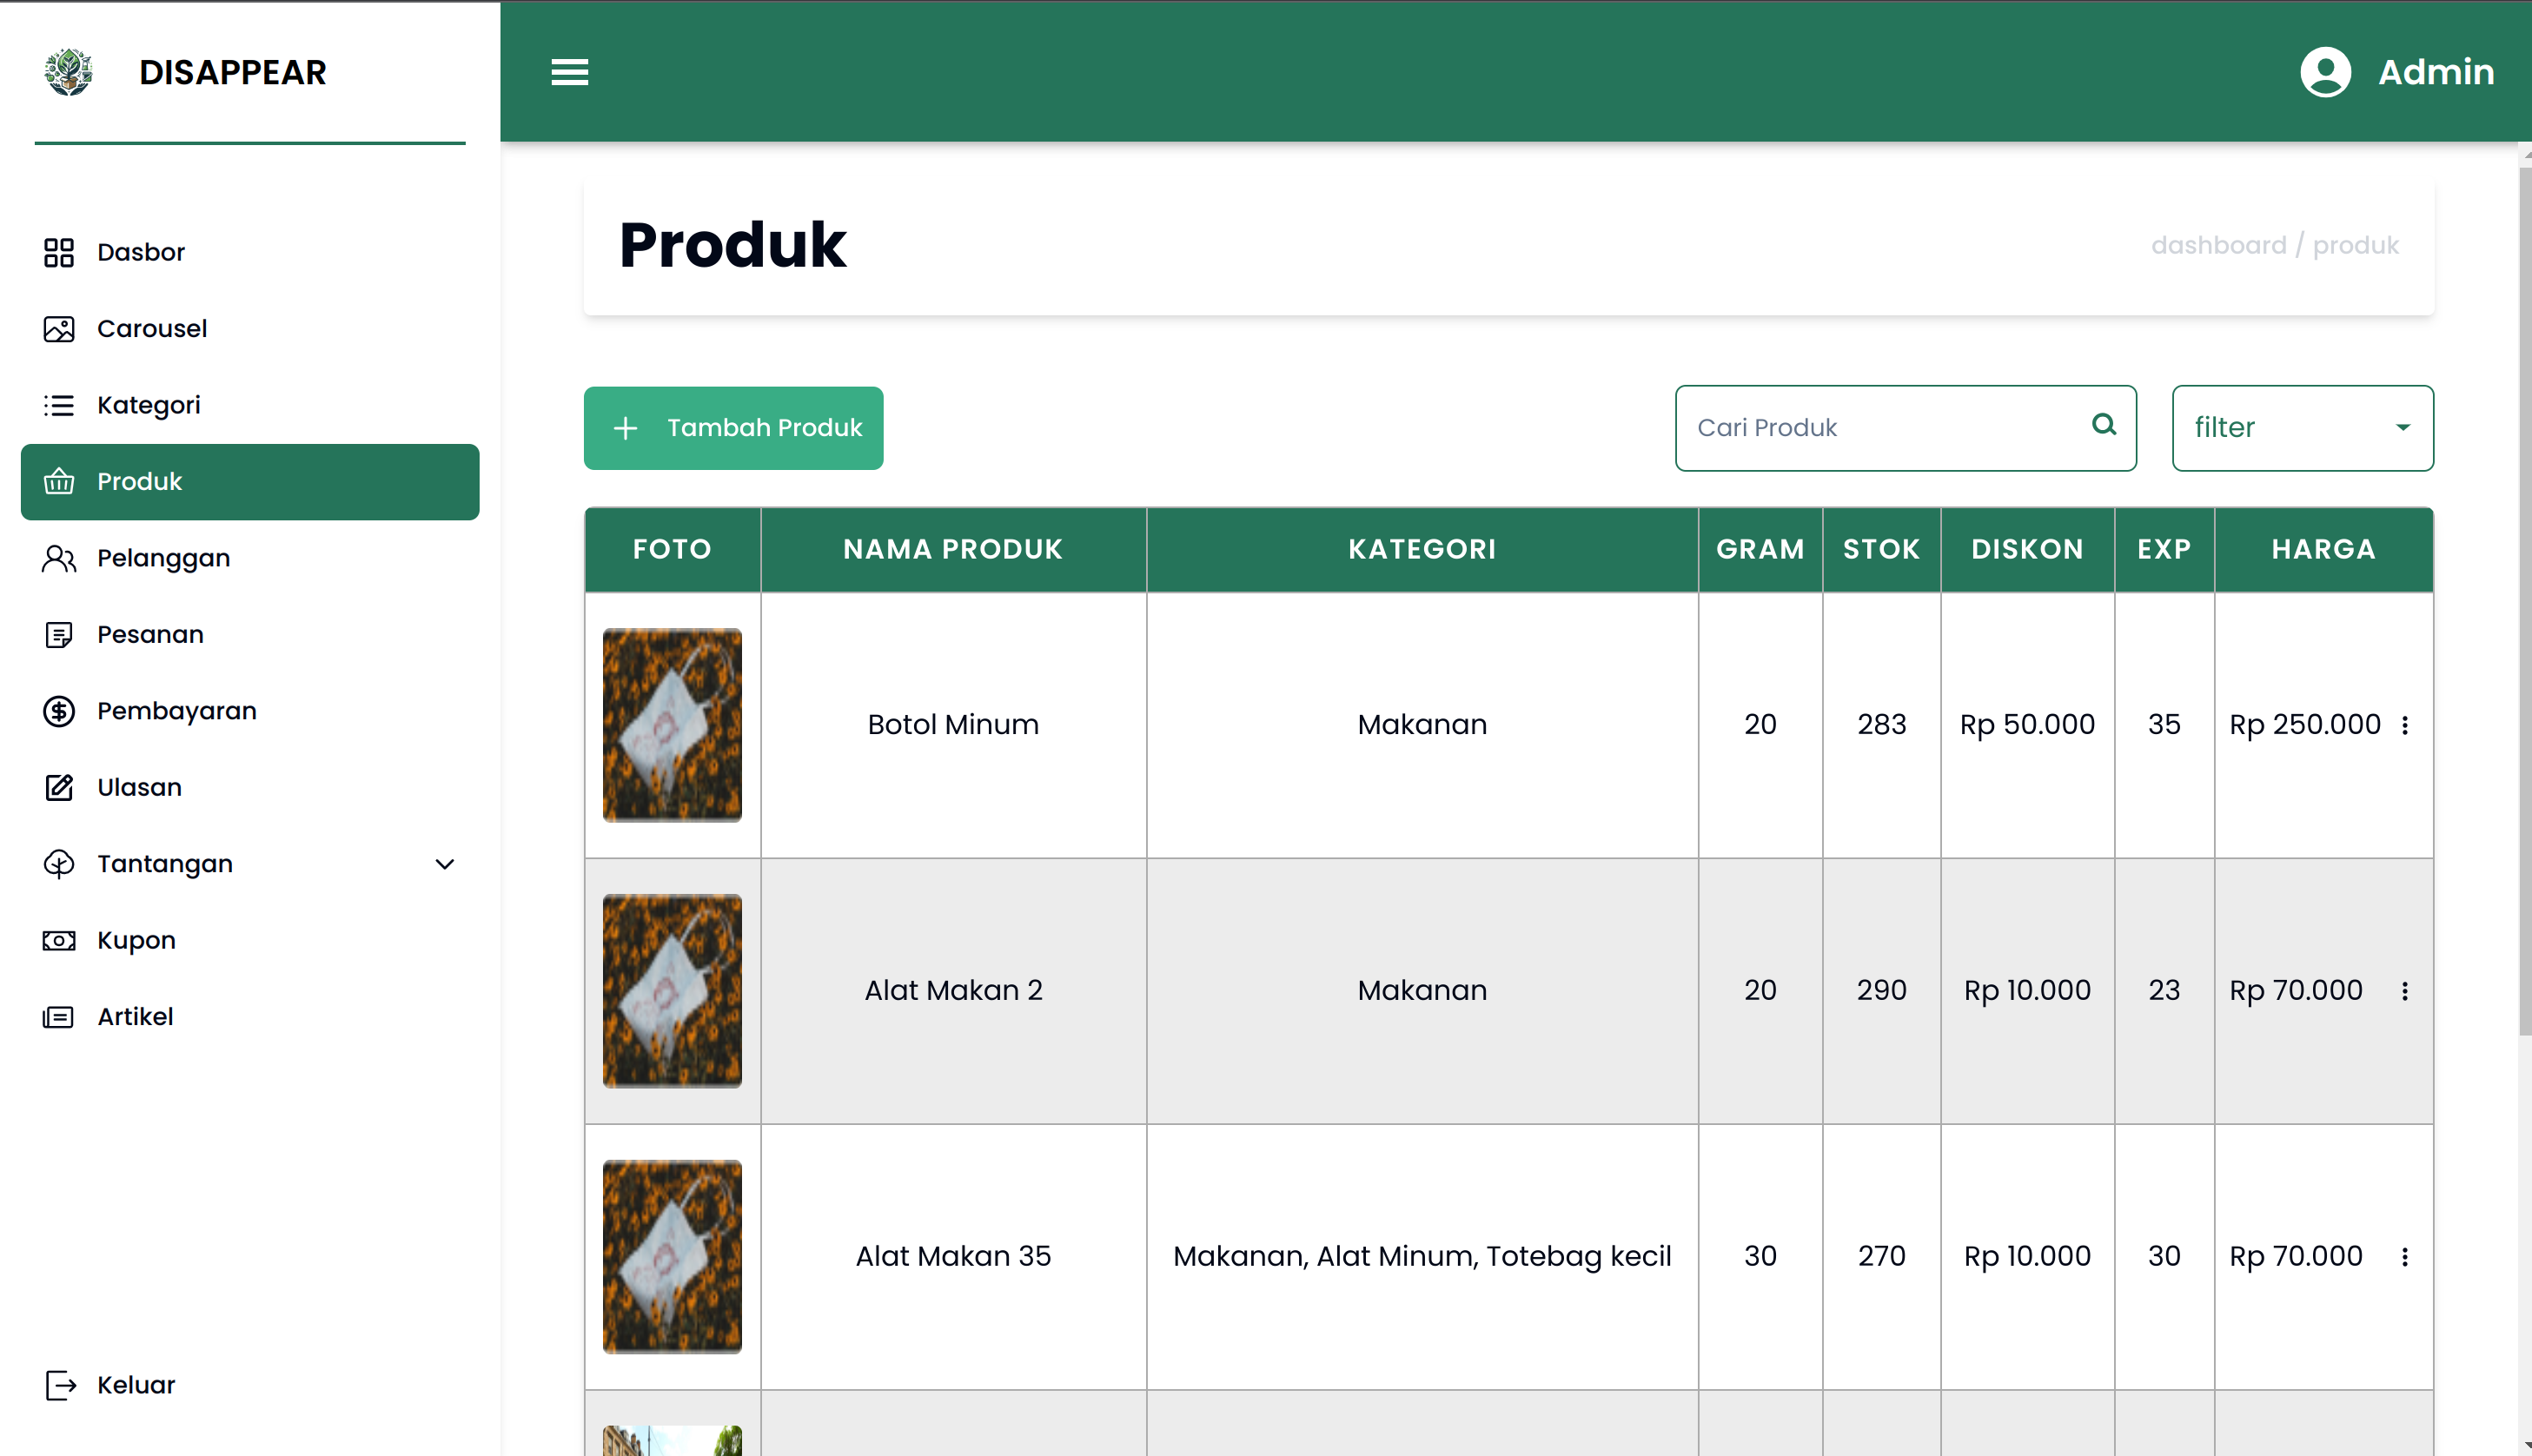 DISAPPEAR
Admin
Dasbor
Carousel
Kategori
Produk
Pelanggan
Pesanan
Pembayaran
Ulasan
Tantangan
Kupon
Artikel
Keluar
Produk
dashboard / produk
Tambah Produk
Cari Produk
filter
FOTO NAMA PRODUK KATEGORI GRAM STOK DISKON EXP HARGA
Botol Minum Makanan 20 283 Rp 50.000 35 Rp 250.000
Alat Makan 2 Makanan 20 290 Rp 10.000 23 Rp 70.000
Alat Makan 35 Makanan, Alat Minum, Totebag kecil 30 270 Rp 10.000 30 Rp 70.000